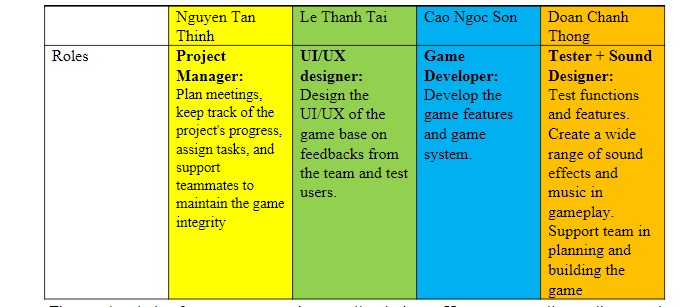 Nguyen Tan
Thinh
Le Thanh Tai
Cao Ngoc Son
Doan Chanh
Thong
Roles
Project
Manager:
Plan meetings,
keep track of the
project's progress,
assign tasks, and
support
teammates to
maintain the game
integrity
UI/UX
designer:
Design the
UI/UX of the
game base on
feedbacks from
the team and test
users.
Game
Developer:
Develop the
game features
and game
system.
Tester + Sound
Designer:
Test functions
and features.
Create a wide
range of sound
effects and
music in
gameplay.
Support team in
planning and
building the
game